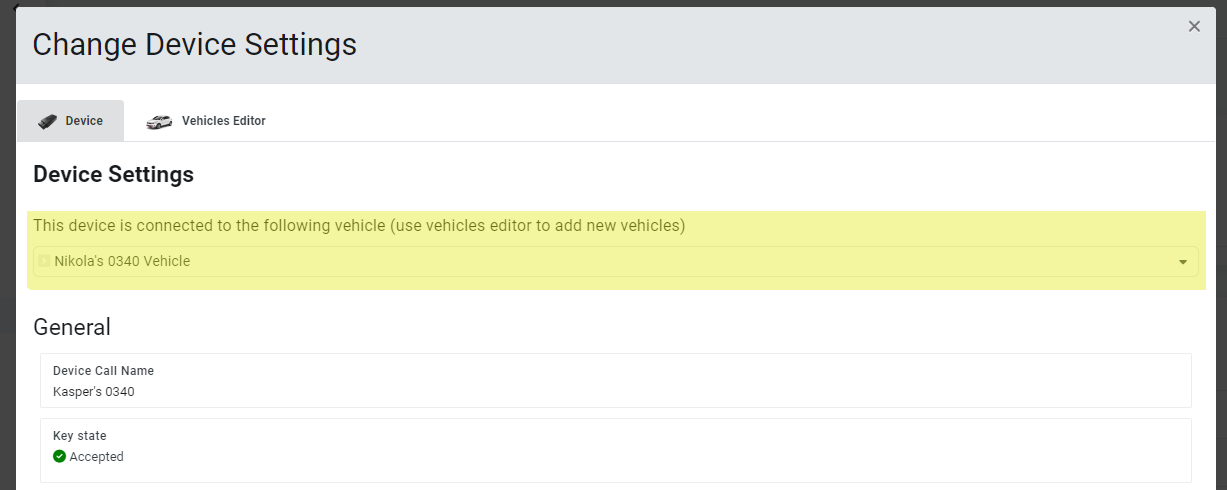 Change Device Settings
Device
Vehicles Editor
Device Settings
This device is connected to the following vehicle (use vehicles editor to add new vehicles)
Nikola's 0340 Vehicle
General
Device Call Name
Kasper's 0340
Key state
Accepted